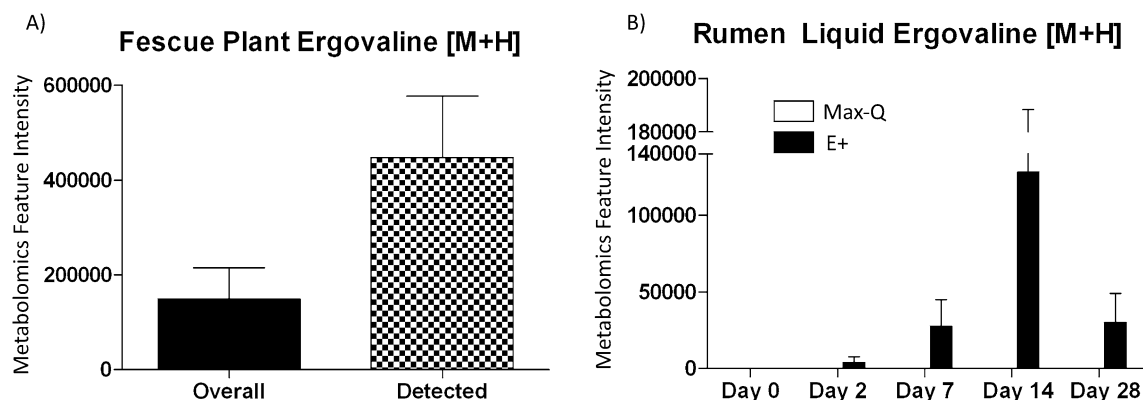 A)
Fescue Plant Ergovaline [M+H]
Metabolomics Feature Intensity
600000
400000
200000
0
Overall Detected
B)
Rumen Liquid Ergovaline [M+H]
Metabolomics Feature Intensity
200000
180000
140000
100000
50000
0
Max-Q
E+
Day 0 Day 2 Day 7 Day 14 Day 28